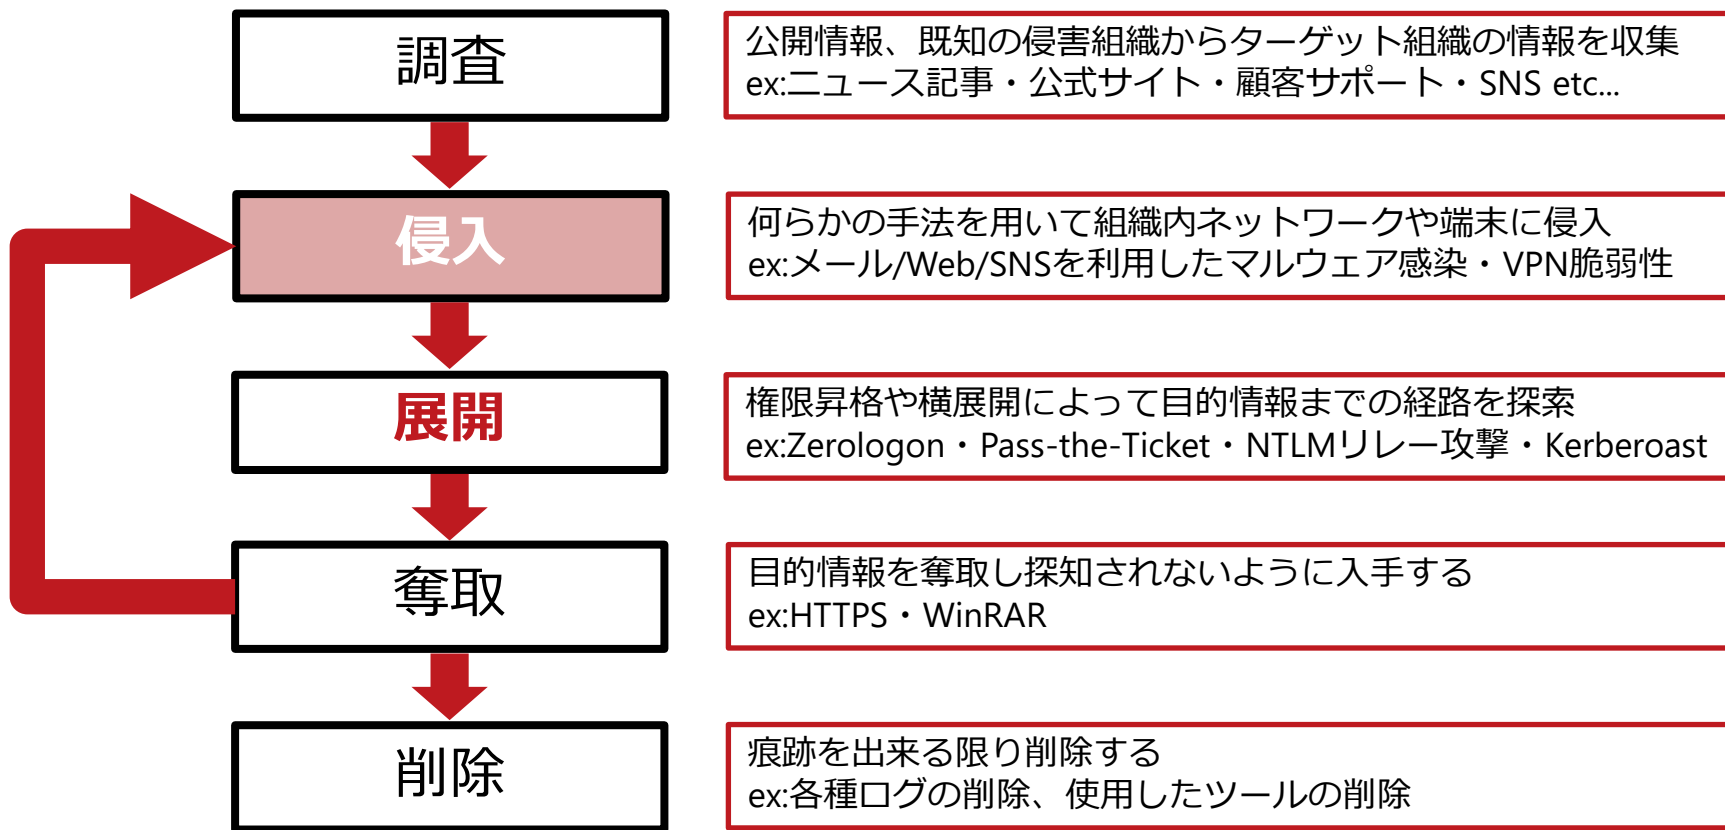 調査
公開情報、既知の侵害組織からターゲット組織の情報を収集
ex:ニュース記事・公式サイト・顧客サポート・SNS etc...
侵入
何らかの手法を用いて組織内ネットワークや端末に侵入
ex:メール/Web/SNSを利用したマルウェア感染・VPN脆弱性
展開
権限昇格や横展開によって目的情報までの経路を探索
ex:Zerologon・Pass-the-Ticket・NTLMリレー攻撃・Kerberoast
奪取
目的情報を奪取し探知されないように入手する
ex:HTTPS・WinRAR
削除
痕跡を出来る限り削除する
ex:各種ログの削除、使用したツールの削除